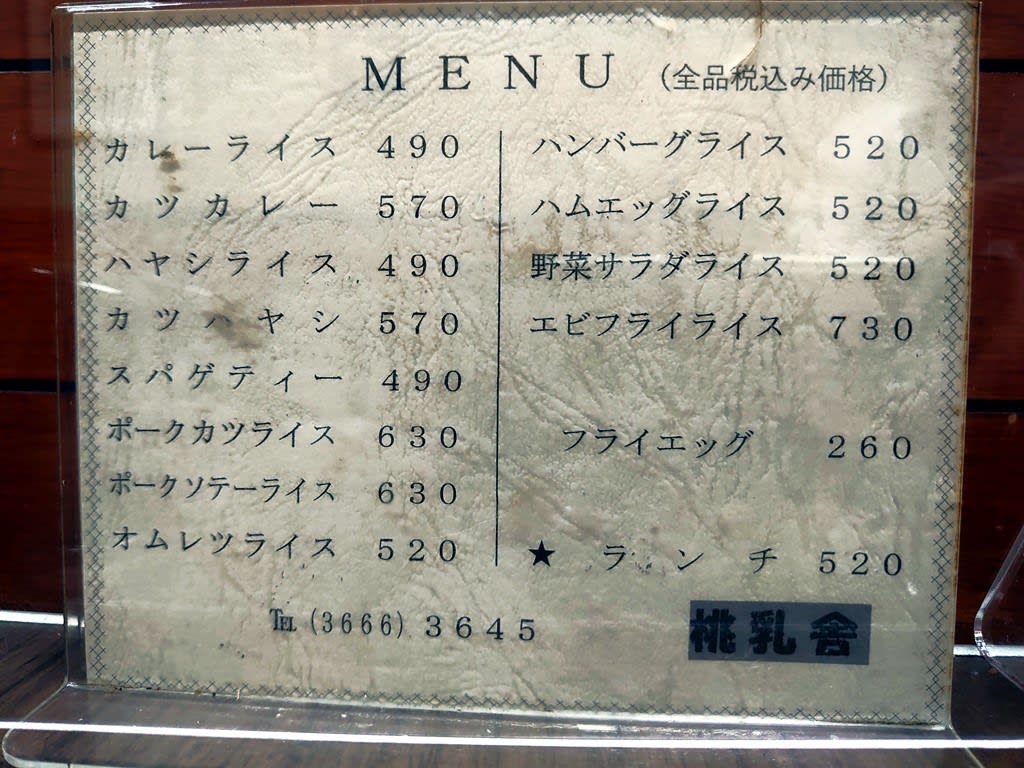 MENU (全品税込み価格)
カレーライス 490
カツカレー 570
ハヤシライス 490
カツハヤシ 570
スパゲティー 490
ポークカツライス 630
ポークソテーライス 630
オムレツライス 520
ハンバーグライス 520
ハムエッグライス 520
野菜サラダライス 520
エビフライライス 730
フライエッグ 260
★ランチ 520
℡(3666)3645
桃乳舎